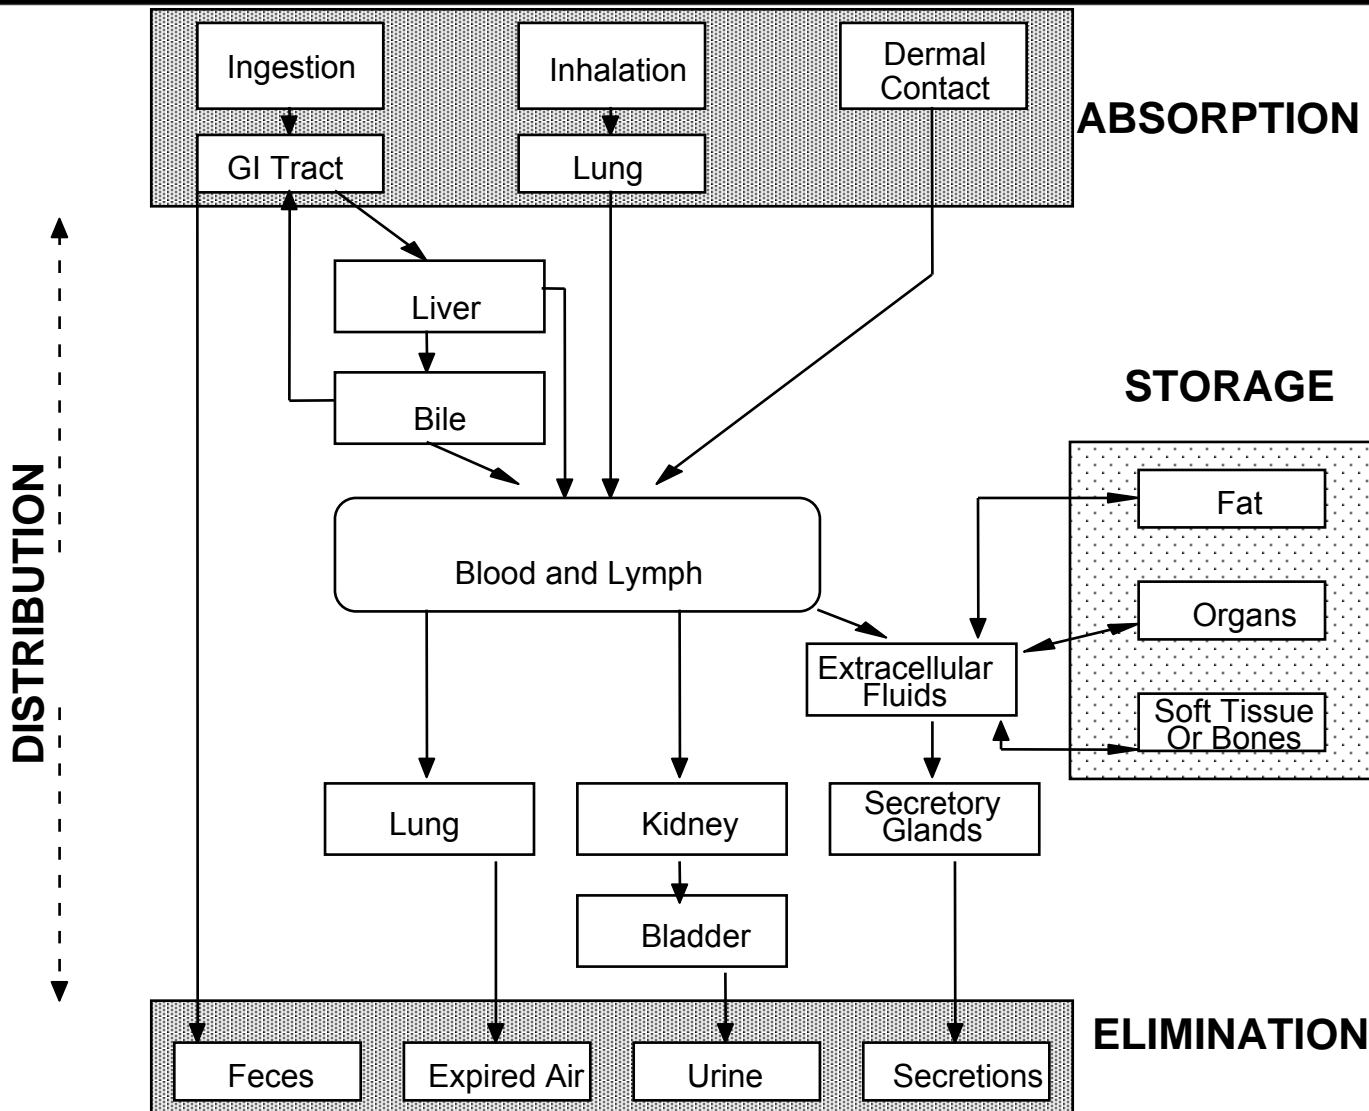 Ingestion
Inhalation
Dermal
Contact
ABSORPTION
GI Tract
Lung
Liver
Bile
STORAGE
DISTRIBUTION
Fat
Blood and Lymph
Organs
Extracellular
Fluids
Soft Tissue
Or Bones
Lung
Kidney
Secretory
Glands
Bladder
ELIMINATION
Feces
Expired Air
Urine
Secretions